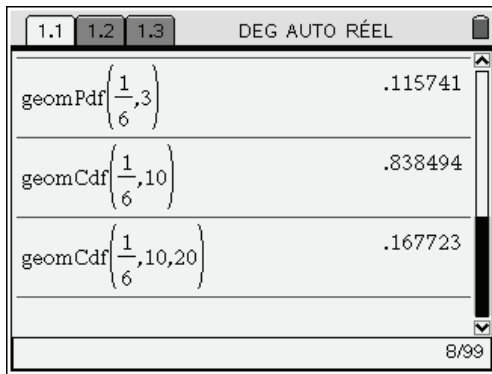 1.1 1.2 1.3 DEG AUTO RÉEL
geomPdf(1/6,3) .115741
geomCdf(1/6,10) .838494
geomCdf(1/6,10,20) .167723
8/99